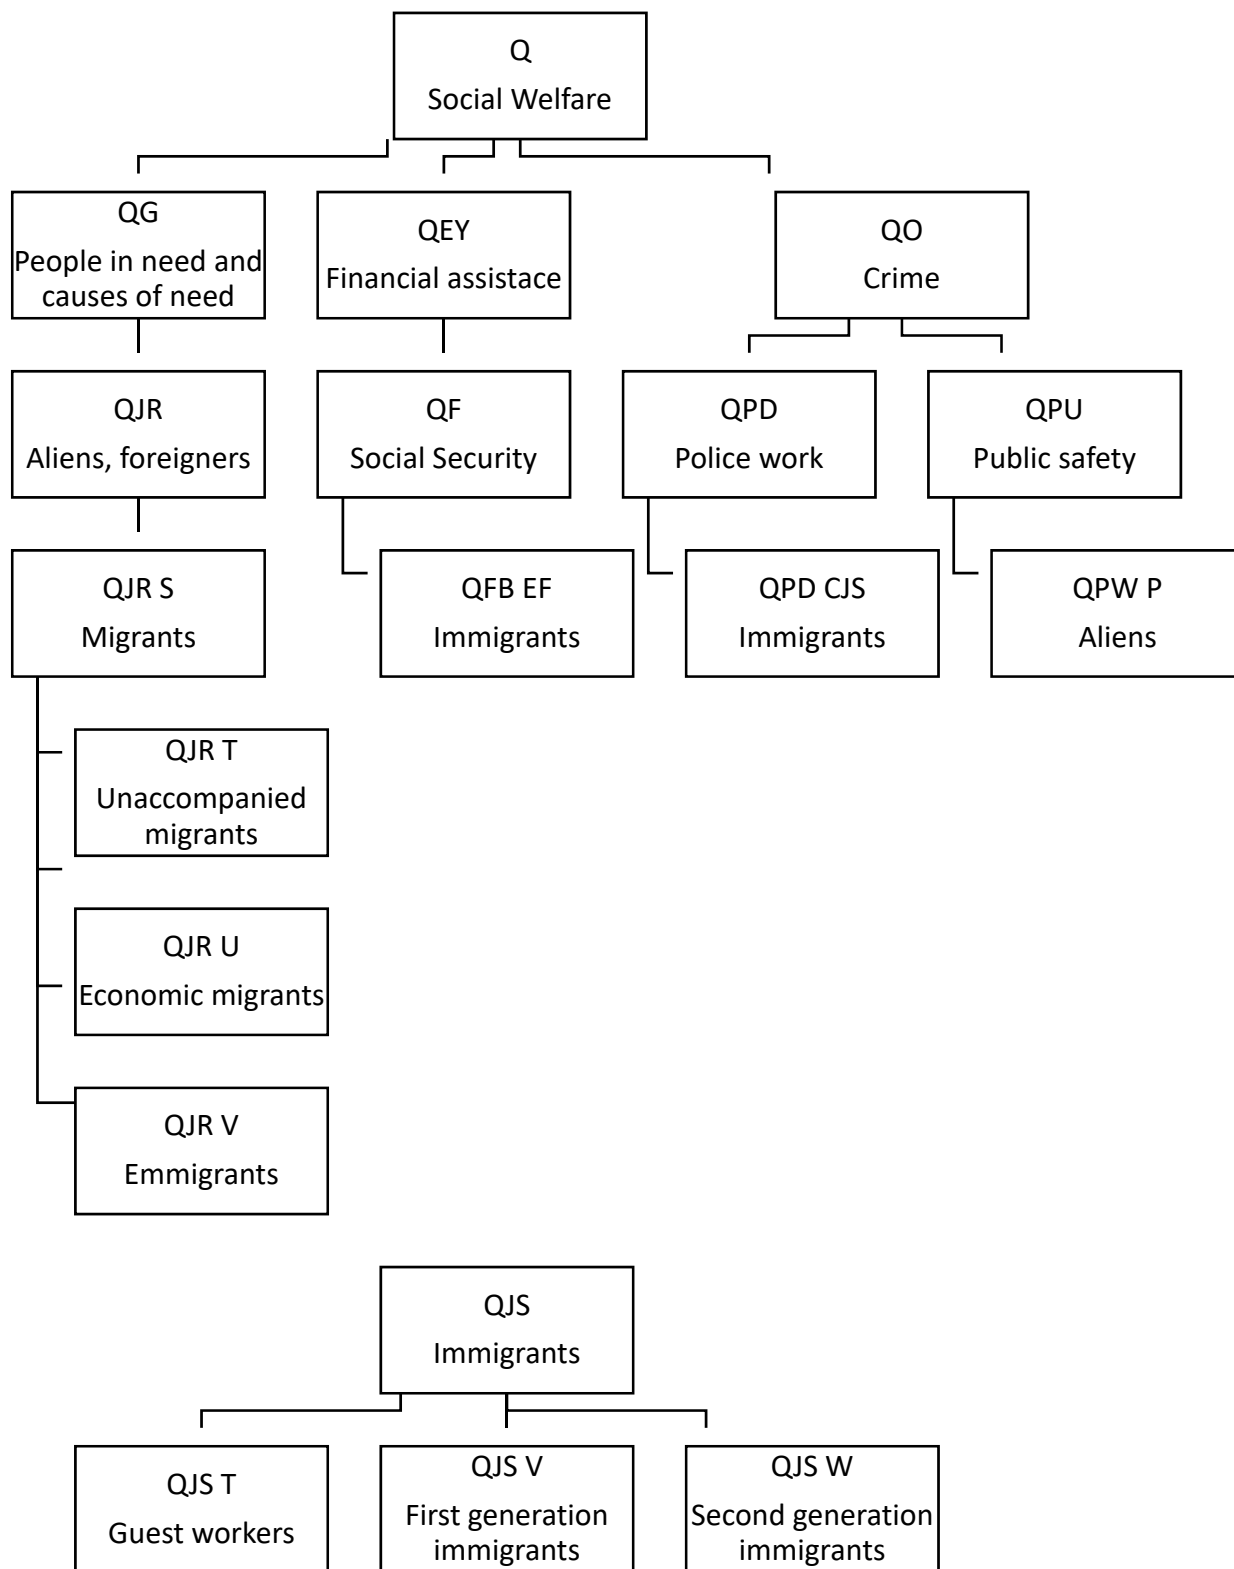 Q
Social Welfare
QG
People in need and
causes of need
QEY
Financial assistace
QO
Crime
QJR
Aliens, foreigners
QF
Social Security
QPD
Police work
QPU
Public safety
QJR S
Migrants
QFB EF
Immigrants
QPD CJS
Immigrants
QPW P
Aliens
QJR T
Unaccompanied
migrants
QJR U
Economic migrants
QJR V
Emmigrants
QJS
Immigrants
QJS T
Guest workers
QJS V
First generation
immigrants
QJS W
Second generation
immigrants